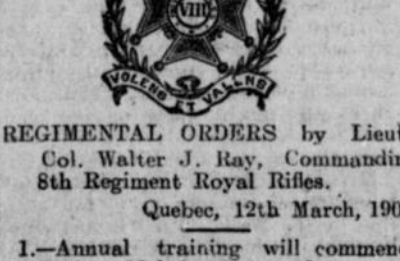 VIII
VOLENS ET VALENS
REGIMENTAL ORDERS by Lieu
Col. Walter J. Ray, Commandin
8th Regiment Royal Rifles.
Quebec, 12th March, 190
1.—Annual training will commen